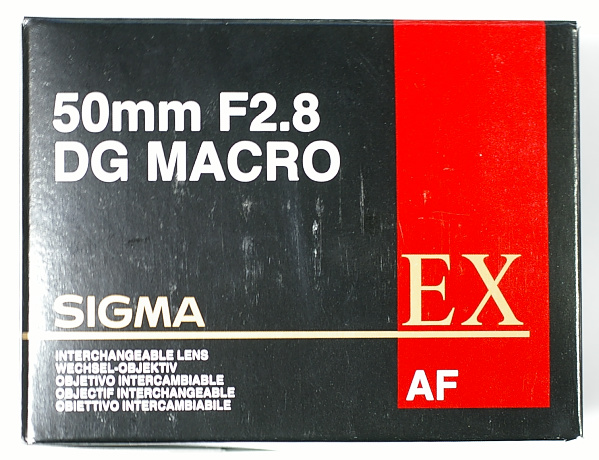 50mm F2.8
DG MACRO
SIGMA
EX
INTERCHANGEABLE LENS
WECHSEL-OBJEKTIV
OBJETIVO INTERCAMBIABLE
OBJECTIF INTERCHANGEABLE
OBIETTIVO INTERCAMBIABILE
AF